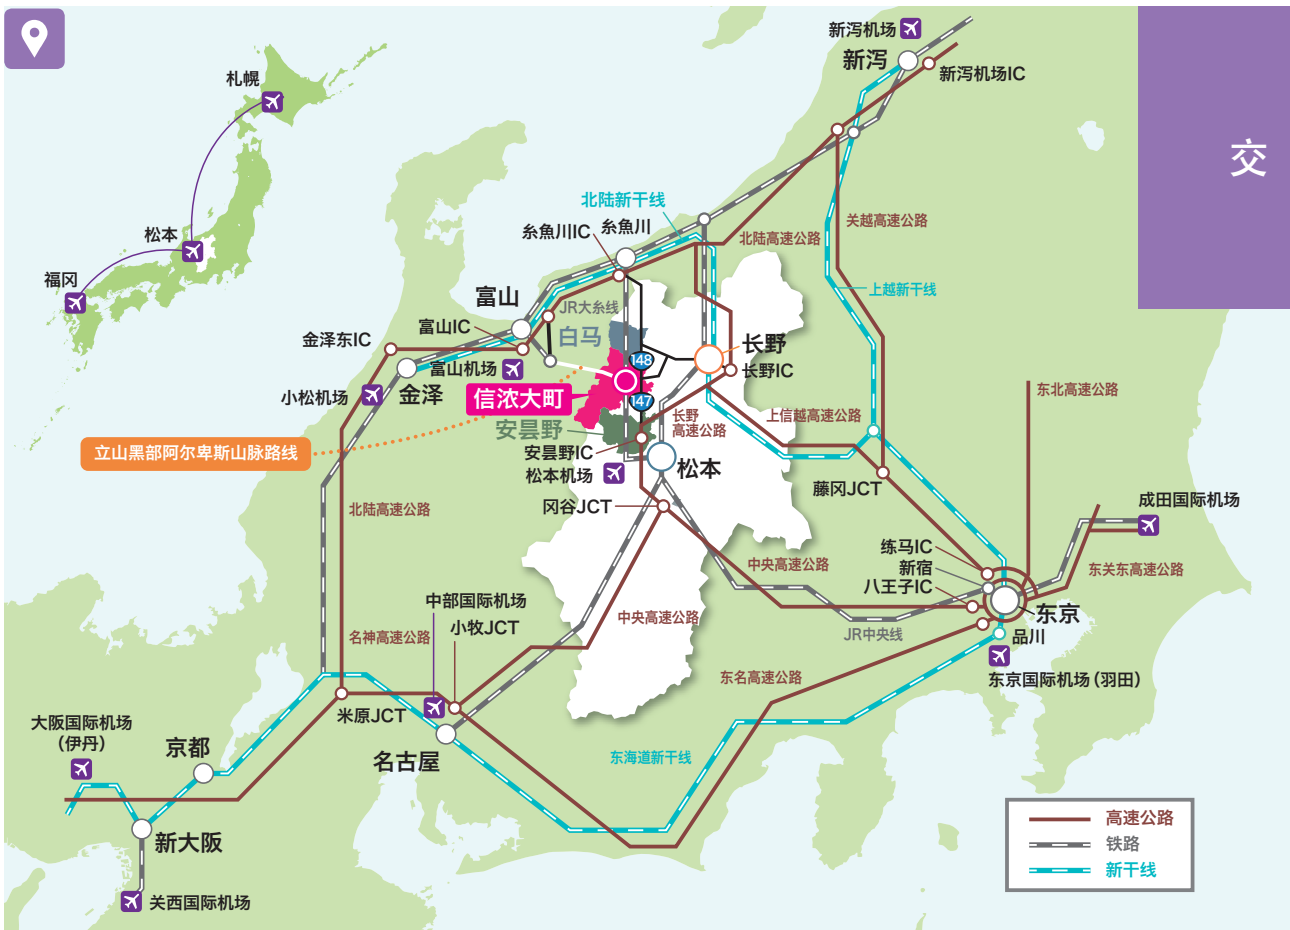 交
札幌
松本
福冈
新泻机场
新泻
新泻机场IC
北陆新干线
糸魚川IC
糸魚川
北陆高速公路
关越高速公路
上越新干线
富山
JR大糸线
白马
富山IC
金泽东IC
148
长野
长野IC
富山机场
金泽
小松机场
信浓大町
147
东北高速公路
安昙野
长野
高速公路
上信越高速公路
立山黑部阿尔卑斯山脉路线
安昙野IC
松本机场
松本
藤冈JCT
成田国际机场
冈谷JCT
北陆高速公路
练马IC
新宿
八王子IC
中央高速公路
东关东高速公路
中部国际机场
小牧JCT
中央高速公路
东京
JR中央线
品川
名神高速公路
东名高速公路
东京国际机场（羽田）
米原JCT
大阪国际机场
（伊丹）
京都
名古屋
东海道新干线
新大阪
关西国际机场
高速公路
铁路
新干线